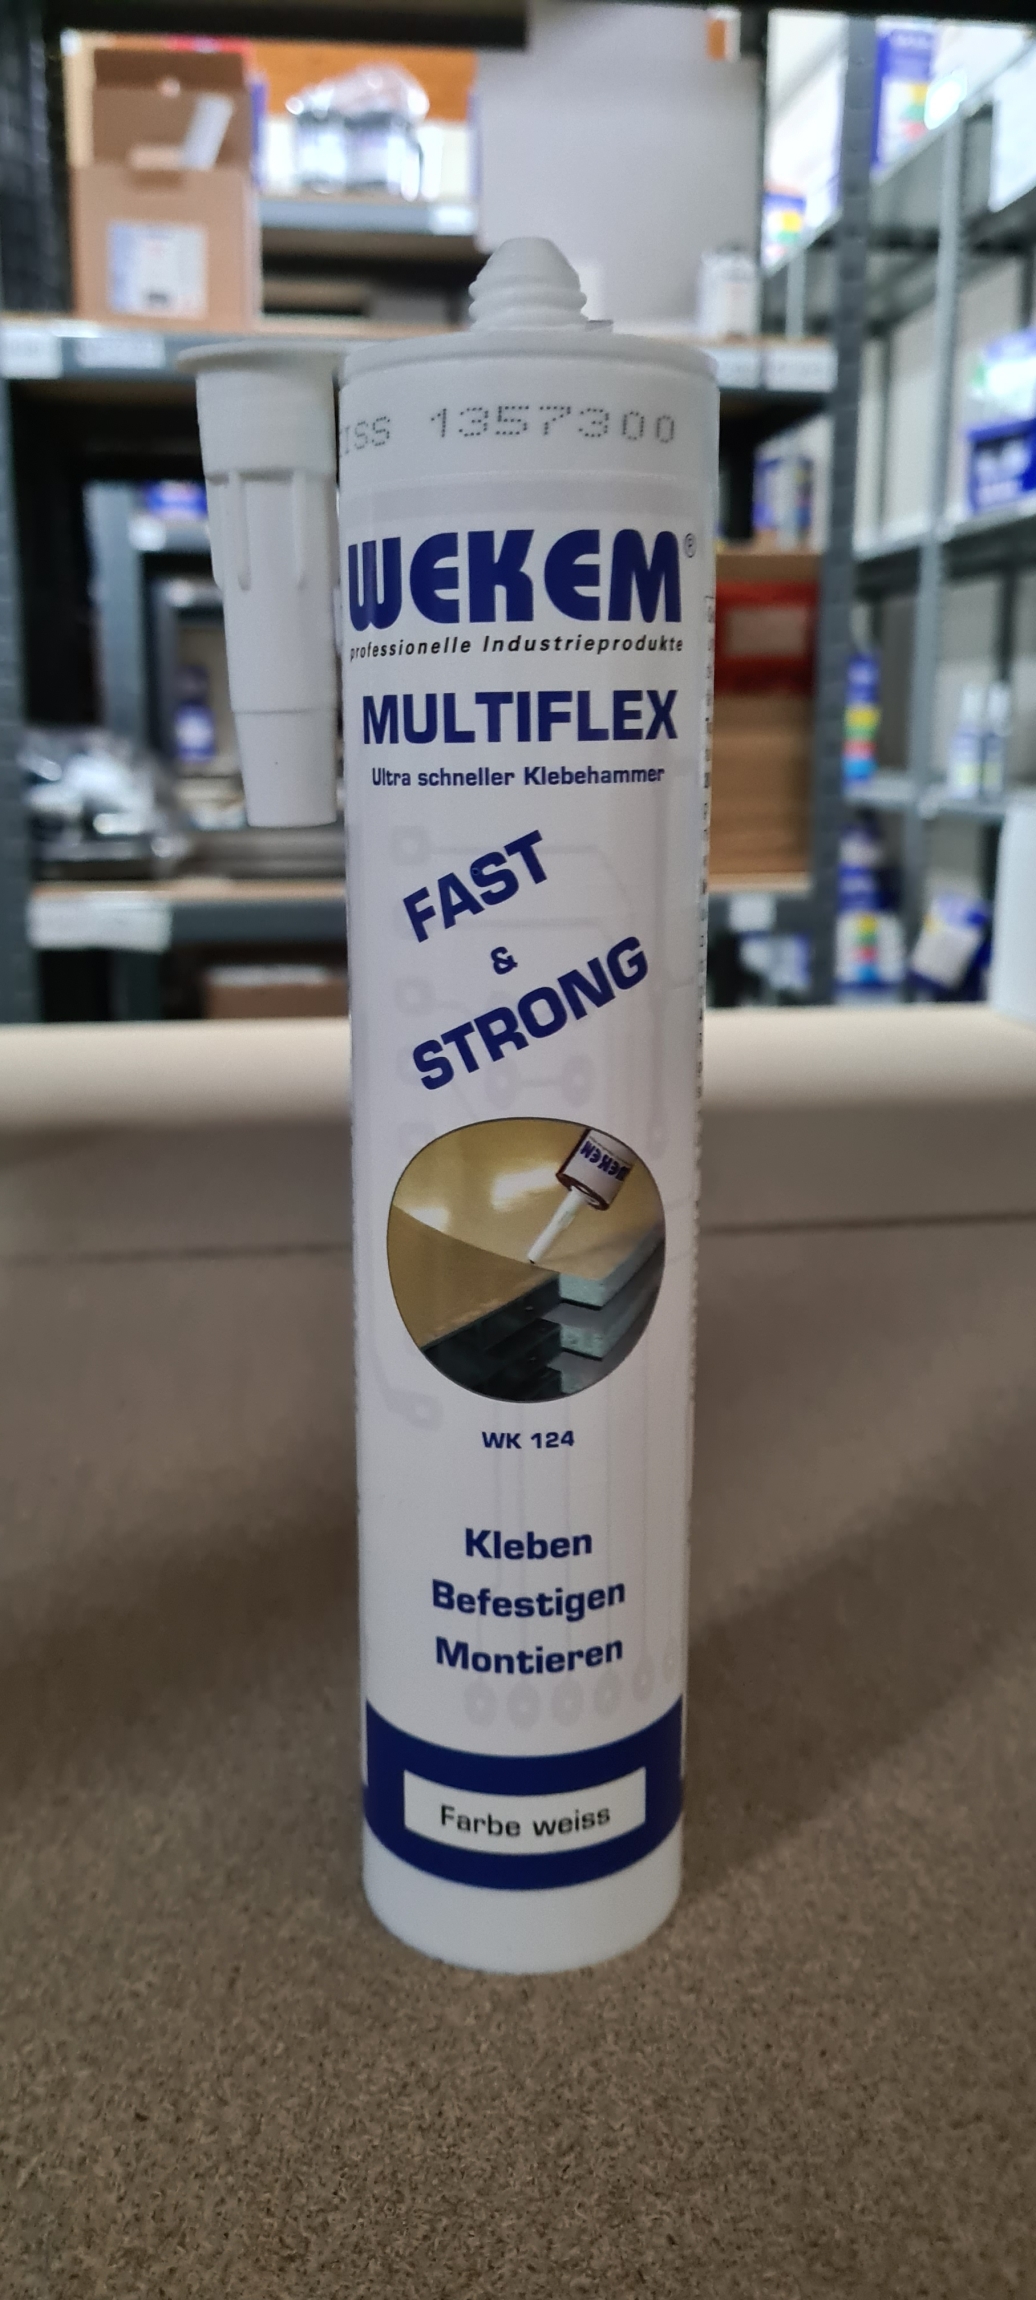 ISS 1357300
WEKEM®
professionelle Industrieprodukte
MULTIFLEX
Ultra schneller Klebehammer
FAST
&
STRONG
WEKEM
WK 124
Kleben
Befestigen
Montieren
Farbe weiss